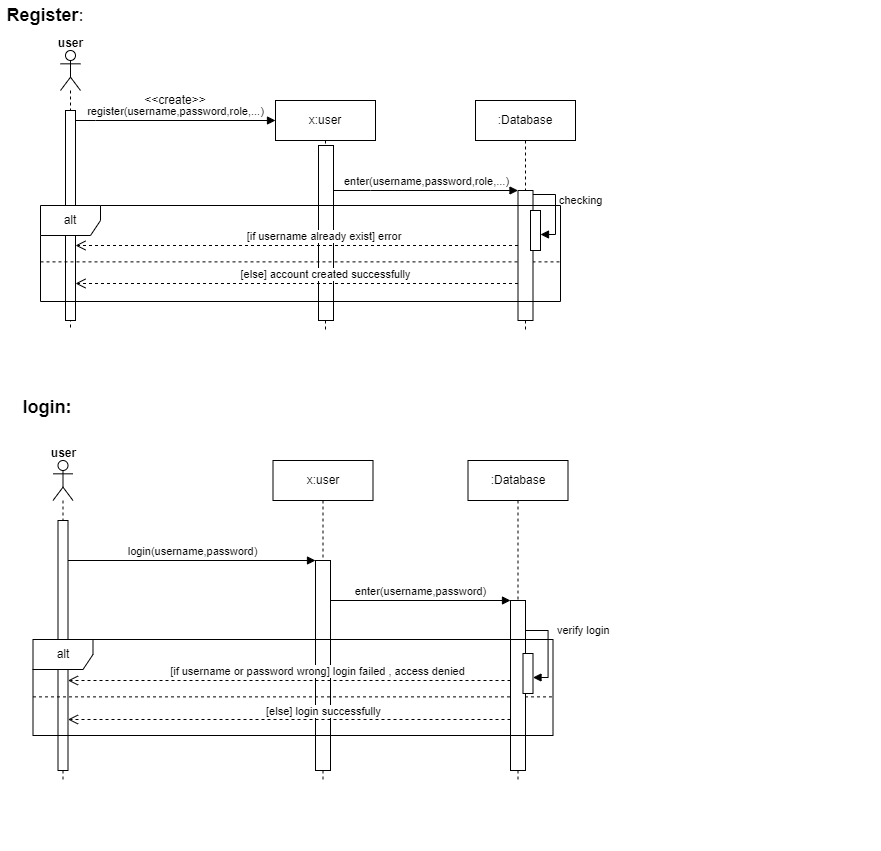 Register:
user
<<create>>
register(username,password,role,...)
x:user
:Database
enter(username,password,role,...)
checking
alt
[if username already exist] error
[else] account created successfully
login:
user
x:user
:Database
login(username,password)
enter(username,password)
verify login
alt
[if username or password wrong] login failed , access denied
[else] login successfully